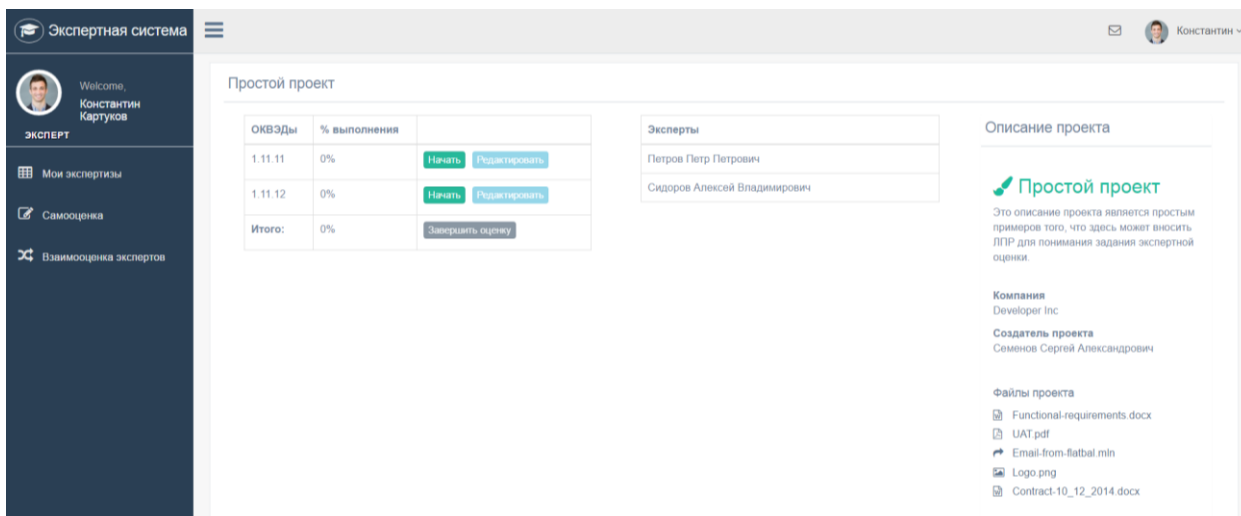 Экспертная система
Константин
Welcome,
Константин
Картуков
ЭКСПЕРТ
Мои экспертизы
Самооценка
Взаимооценка экспертов
Простой проект
ОКВЭДы % выполнения
1.11.11 0% Начать Редактировать
1.11.12 0% Начать Редактировать
Итого: 0% Завершить оценку
Эксперты
Петров Петр Петрович
Сидоров Алексей Владимирович
Описание проекта
Простой проект
Это описание проекта является простым
примеров того, что здесь может вносить
ЛПР для понимания задания экспертной
оценки.
Компания
Developer Inc
Создатель проекта
Семенов Сергей Александрович
Файлы проекта
Functional-requirements.docx
UAT.pdf
Email-from-flatbal.mln
Logo.png
Contract-10_12_2014.docx